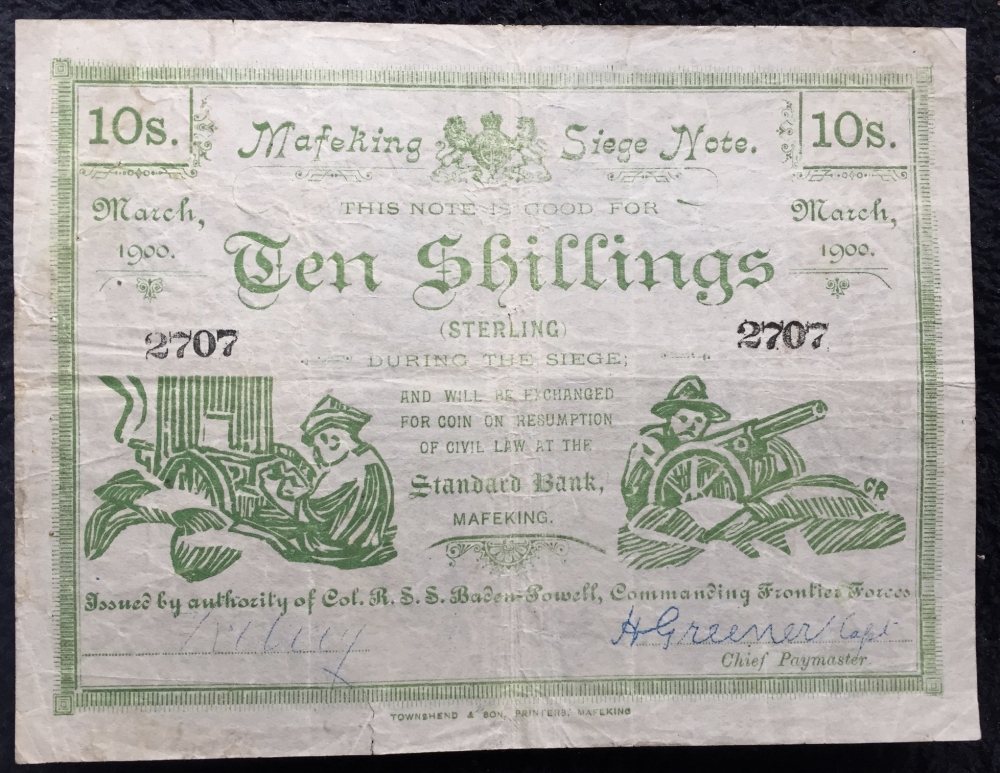 10s. Mafeking Siege Note. 10s.
March, 1900.
March, 1900.
THIS NOTE IS GOOD FOR
Ten Shillings
(STERLING)
2707 2707
DURING THE SIEGE;
AND WILL BE EXCHANGED
FOR COIN ON RESUMPTION
OF CIVIL LAW AT THE
Standard Bank,
MAFEKING.
CR
Issued by authority of Col. R. S. S. Baden-Powell, Commanding Frontier Forces
H Greener Capt
Chief Paymaster
TOWNSHEND & SON, PRINTERS, MAFEKING